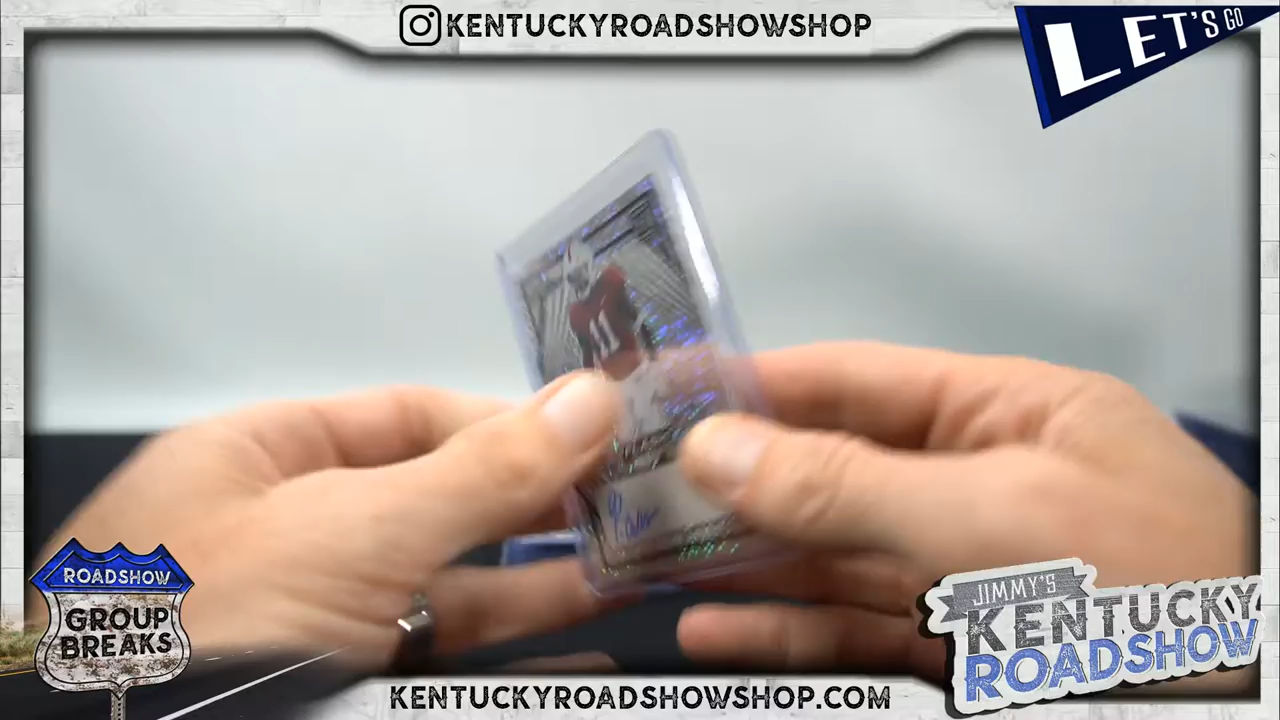 KENTUCKYROADSHOWSHOP
LET'S GO
11
ROADSHOW
GROUP
BREAKS
JIMMY'S
KENTUCKY
ROADSHOW
KENTUCKYROADSHOWSHOP.COM